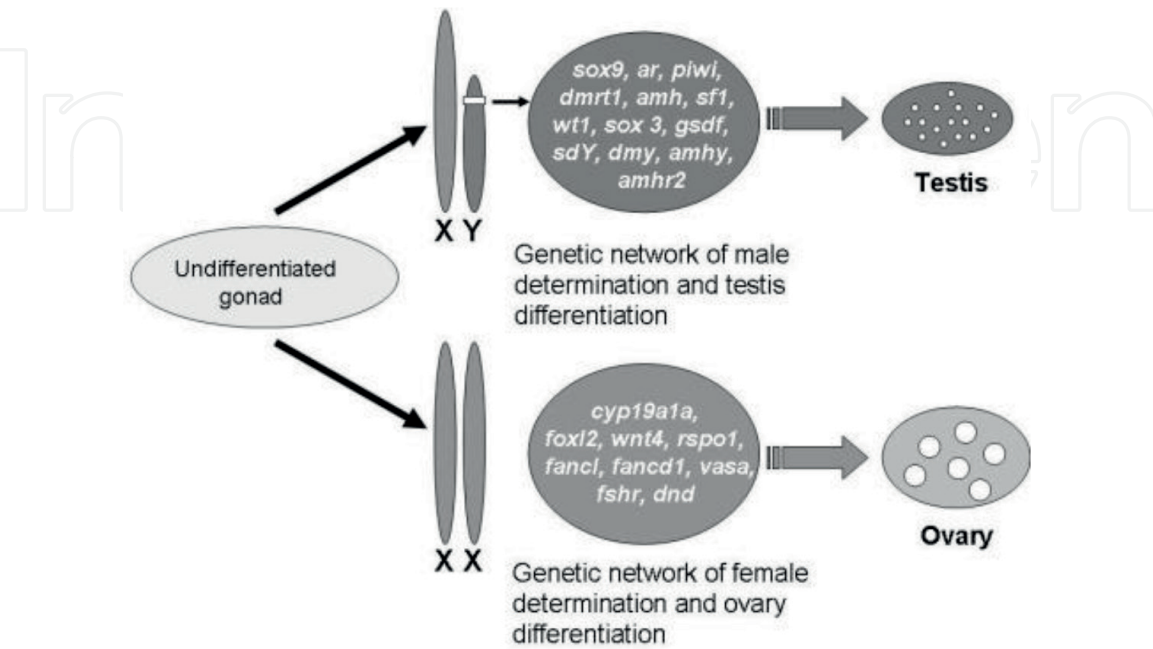 sox9, ar, piwi,
dmrt1, amh, sf1,
wt1, sox 3, gsdf,
sdY, dmy, amhy,
amhr2
Testis
X Y
Genetic network of male
determination and testis
differentiation
Undifferentiated
gonad
cyp19a1a,
foxl2, wnt4, rspo1,
fancl, fancd1, vasa,
fshr, dnd
Ovary
X X
Genetic network of female
determination and ovary
differentiation